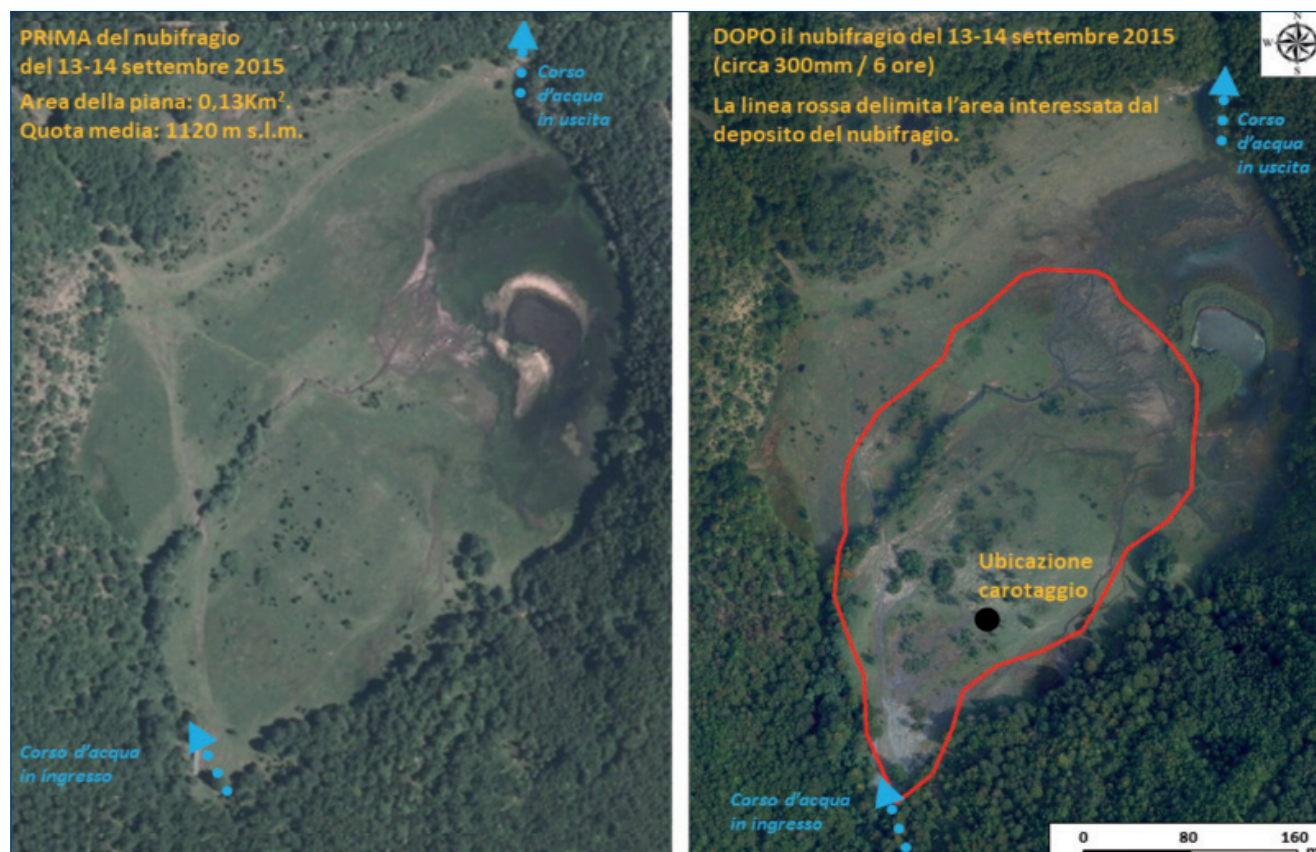 PRIMA del nubifragio
del 13-14 settembre 2015
Area della piana: 0,13Km².
Quota media: 1120 m s.l.m.
Corso
d'acqua
in uscita
Corso d'acqua
in ingresso
DOPO il nubifragio del 13-14 settembre 2015
(circa 300mm / 6 ore)
La linea rossa delimita l'area interessata dal
deposito del nubifragio.
N
W
S
Corso
d'acqua
in uscita
Ubicazione
carotaggio
Corso d'acqua
in ingresso
0 80 160